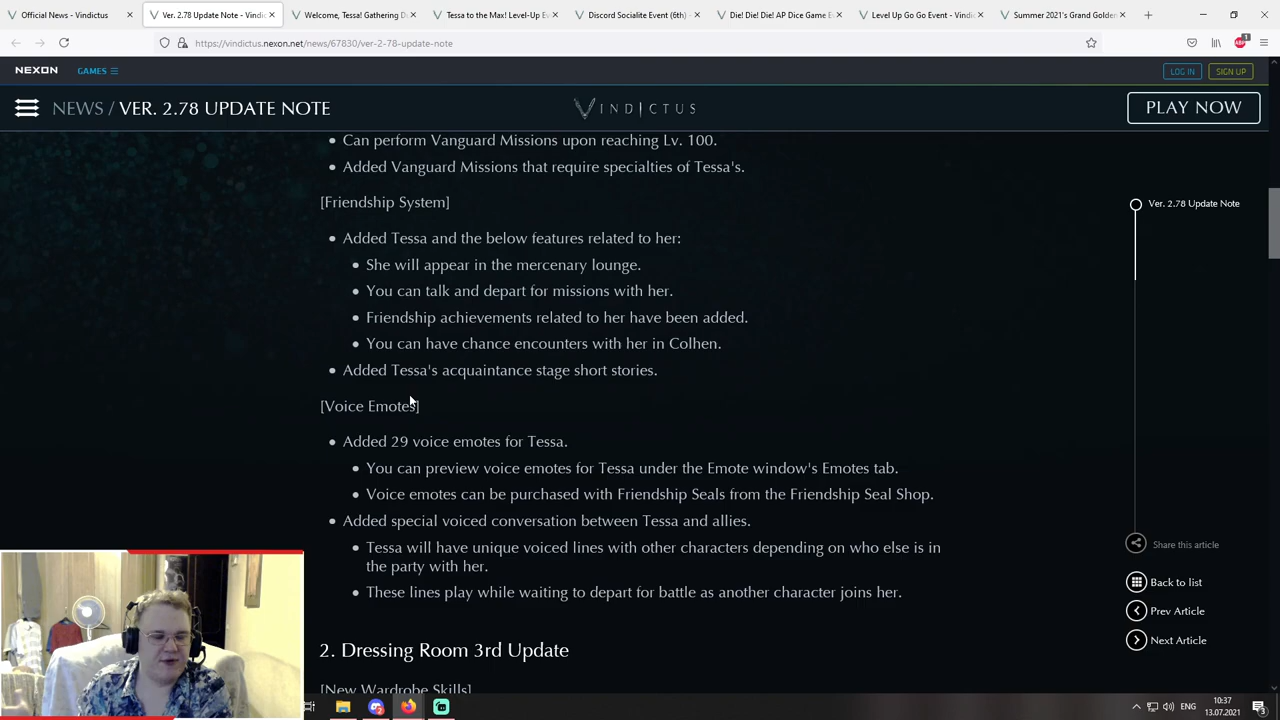 Official News - Vindictus
Ver. 2.78 Update Note - Vindic
Welcome, Tessa! Gathering D
Tessa to the Max! Level-Up Ev
Discord Socialite Event (6th) -
Die! Die! Die! AP Dice Game E
Level Up Go Go Event - Vindic
Summer 2021's Grand Golden
https://vindictus.nexon.net/news/67830/ver-2-78-update-note
NEXON
GAMES
LOG IN
SIGN UP
NEWS / VER. 2.78 UPDATE NOTE
VINDICTUS
PLAY NOW
Can perform Vanguard Missions upon reaching Lv. 100.
Added Vanguard Missions that require specialties of Tessa's.
[Friendship System]
Added Tessa and the below features related to her:
She will appear in the mercenary lounge.
You can talk and depart for missions with her.
Friendship achievements related to her have been added.
You can have chance encounters with her in Colhen.
Added Tessa's acquaintance stage short stories.
[Voice Emotes]
Added 29 voice emotes for Tessa.
You can preview voice emotes for Tessa under the Emote window's Emotes tab.
Voice emotes can be purchased with Friendship Seals from the Friendship Seal Shop.
Added special voiced conversation between Tessa and allies.
Tessa will have unique voiced lines with other characters depending on who else is in
the party with her.
These lines play while waiting to depart for battle as another character joins her.
2. Dressing Room 3rd Update
[New Wardrobe Skills]
Ver. 2.78 Update Note
Share this article
Back to list
Prev Article
Next Article
ENG
10:37
13.07.2021